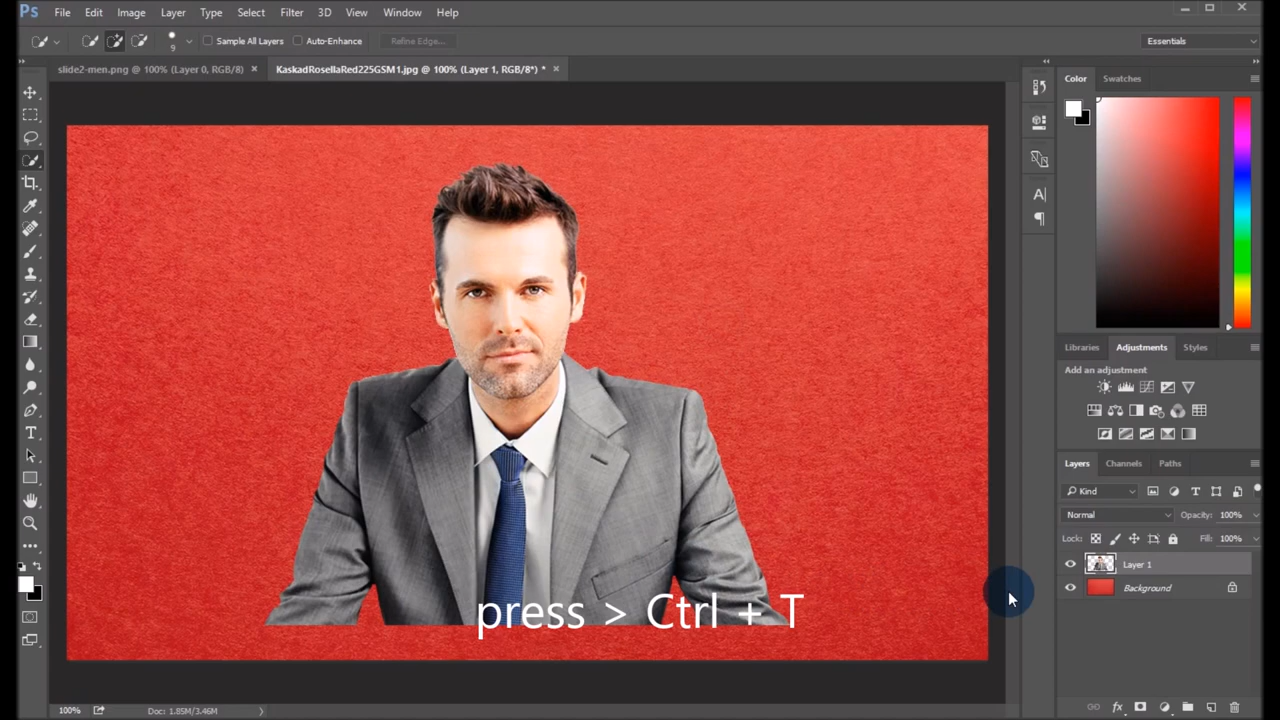 Ps File Edit Image Layer Type Select Filter 3D View Window Help
9 Sample All Layers Auto-Enhance Refine Edge... Essentials
slide2-men.png @ 100% (Layer 0, RGB/8) × KaskadRosellaRed225GSM1.jpg @ 100% (Layer 1, RGB/8*) * ×
Color Swatches
Libraries Adjustments Styles
Add an adjustment
Layers Channels Paths
Kind
Normal Opacity: 100%
Lock: Fill: 100%
Layer 1
Background
press > Ctrl + T
100% Doc: 1.85M/3.46M